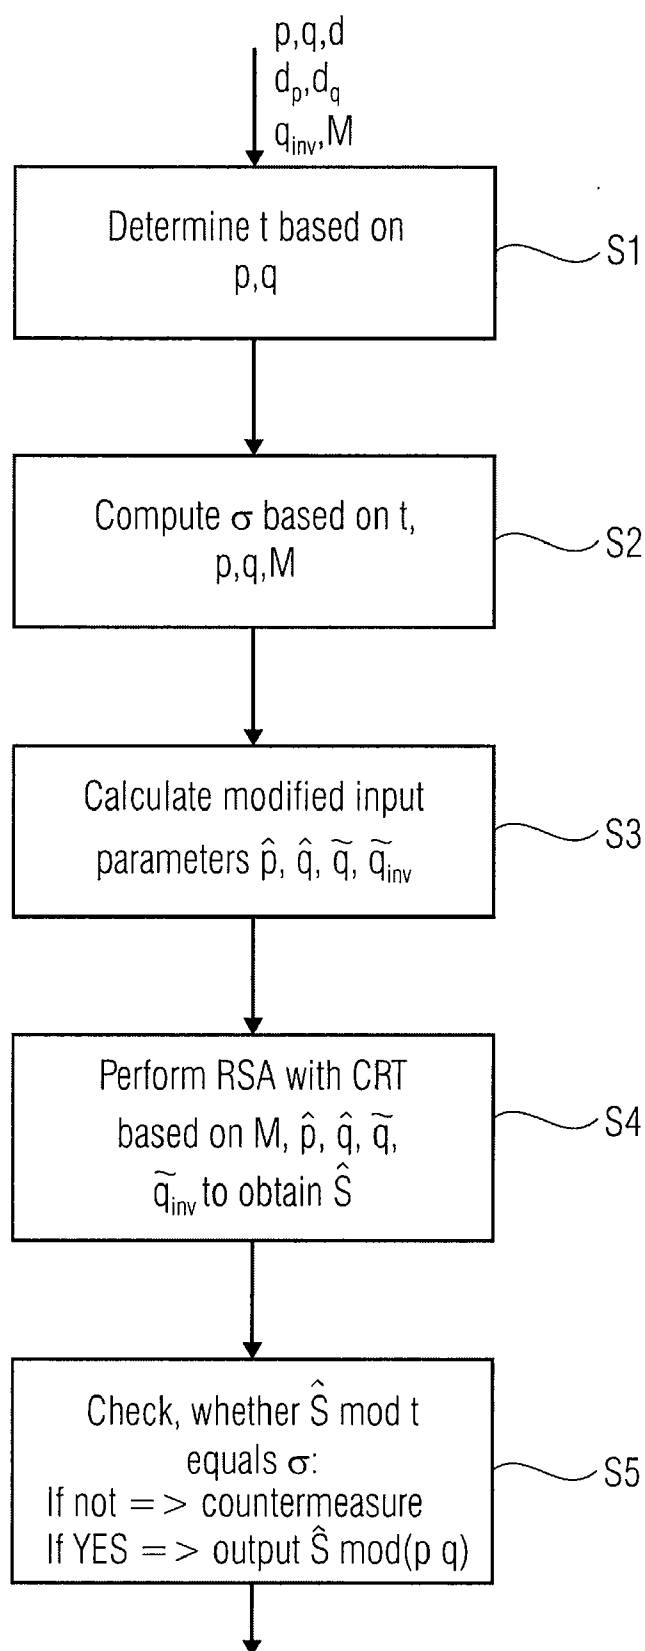 p,q,d
dₚ,d_q
q_inv,M
Determine t based on
p,q
S1
Compute σ based on t,
p,q,M
S2
Calculate modified input
parameters p̂, q̂, q̃, q̃_inv
S3
Perform RSA with CRT
based on M, p̂, q̂, q̃,
q̃_inv to obtain Ŝ
S4
Check, whether Ŝ mod t
equals σ:
If not = > countermeasure
If YES = > output Ŝ mod(p q)
S5